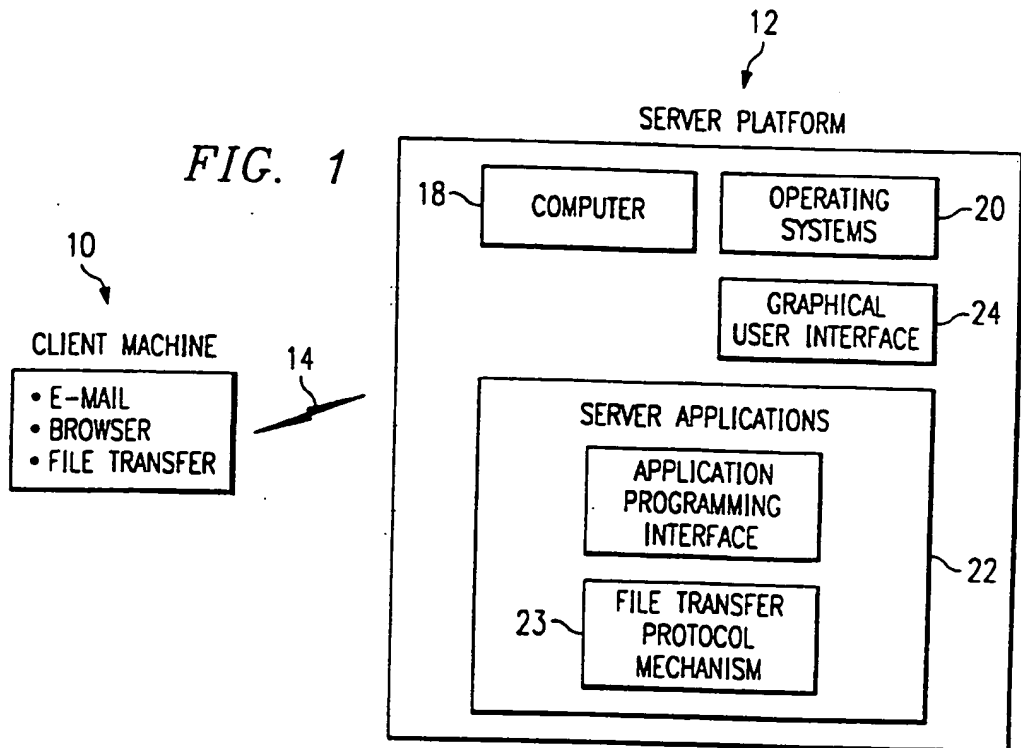 12
SERVER PLATFORM
FIG. 1
18
COMPUTER
OPERATING
SYSTEMS
20
10
GRAPHICAL
USER INTERFACE
24
CLIENT MACHINE
14
• E-MAIL
• BROWSER
• FILE TRANSFER
SERVER APPLICATIONS
APPLICATION
PROGRAMMING
INTERFACE
22
23
FILE TRANSFER
PROTOCOL
MECHANISM